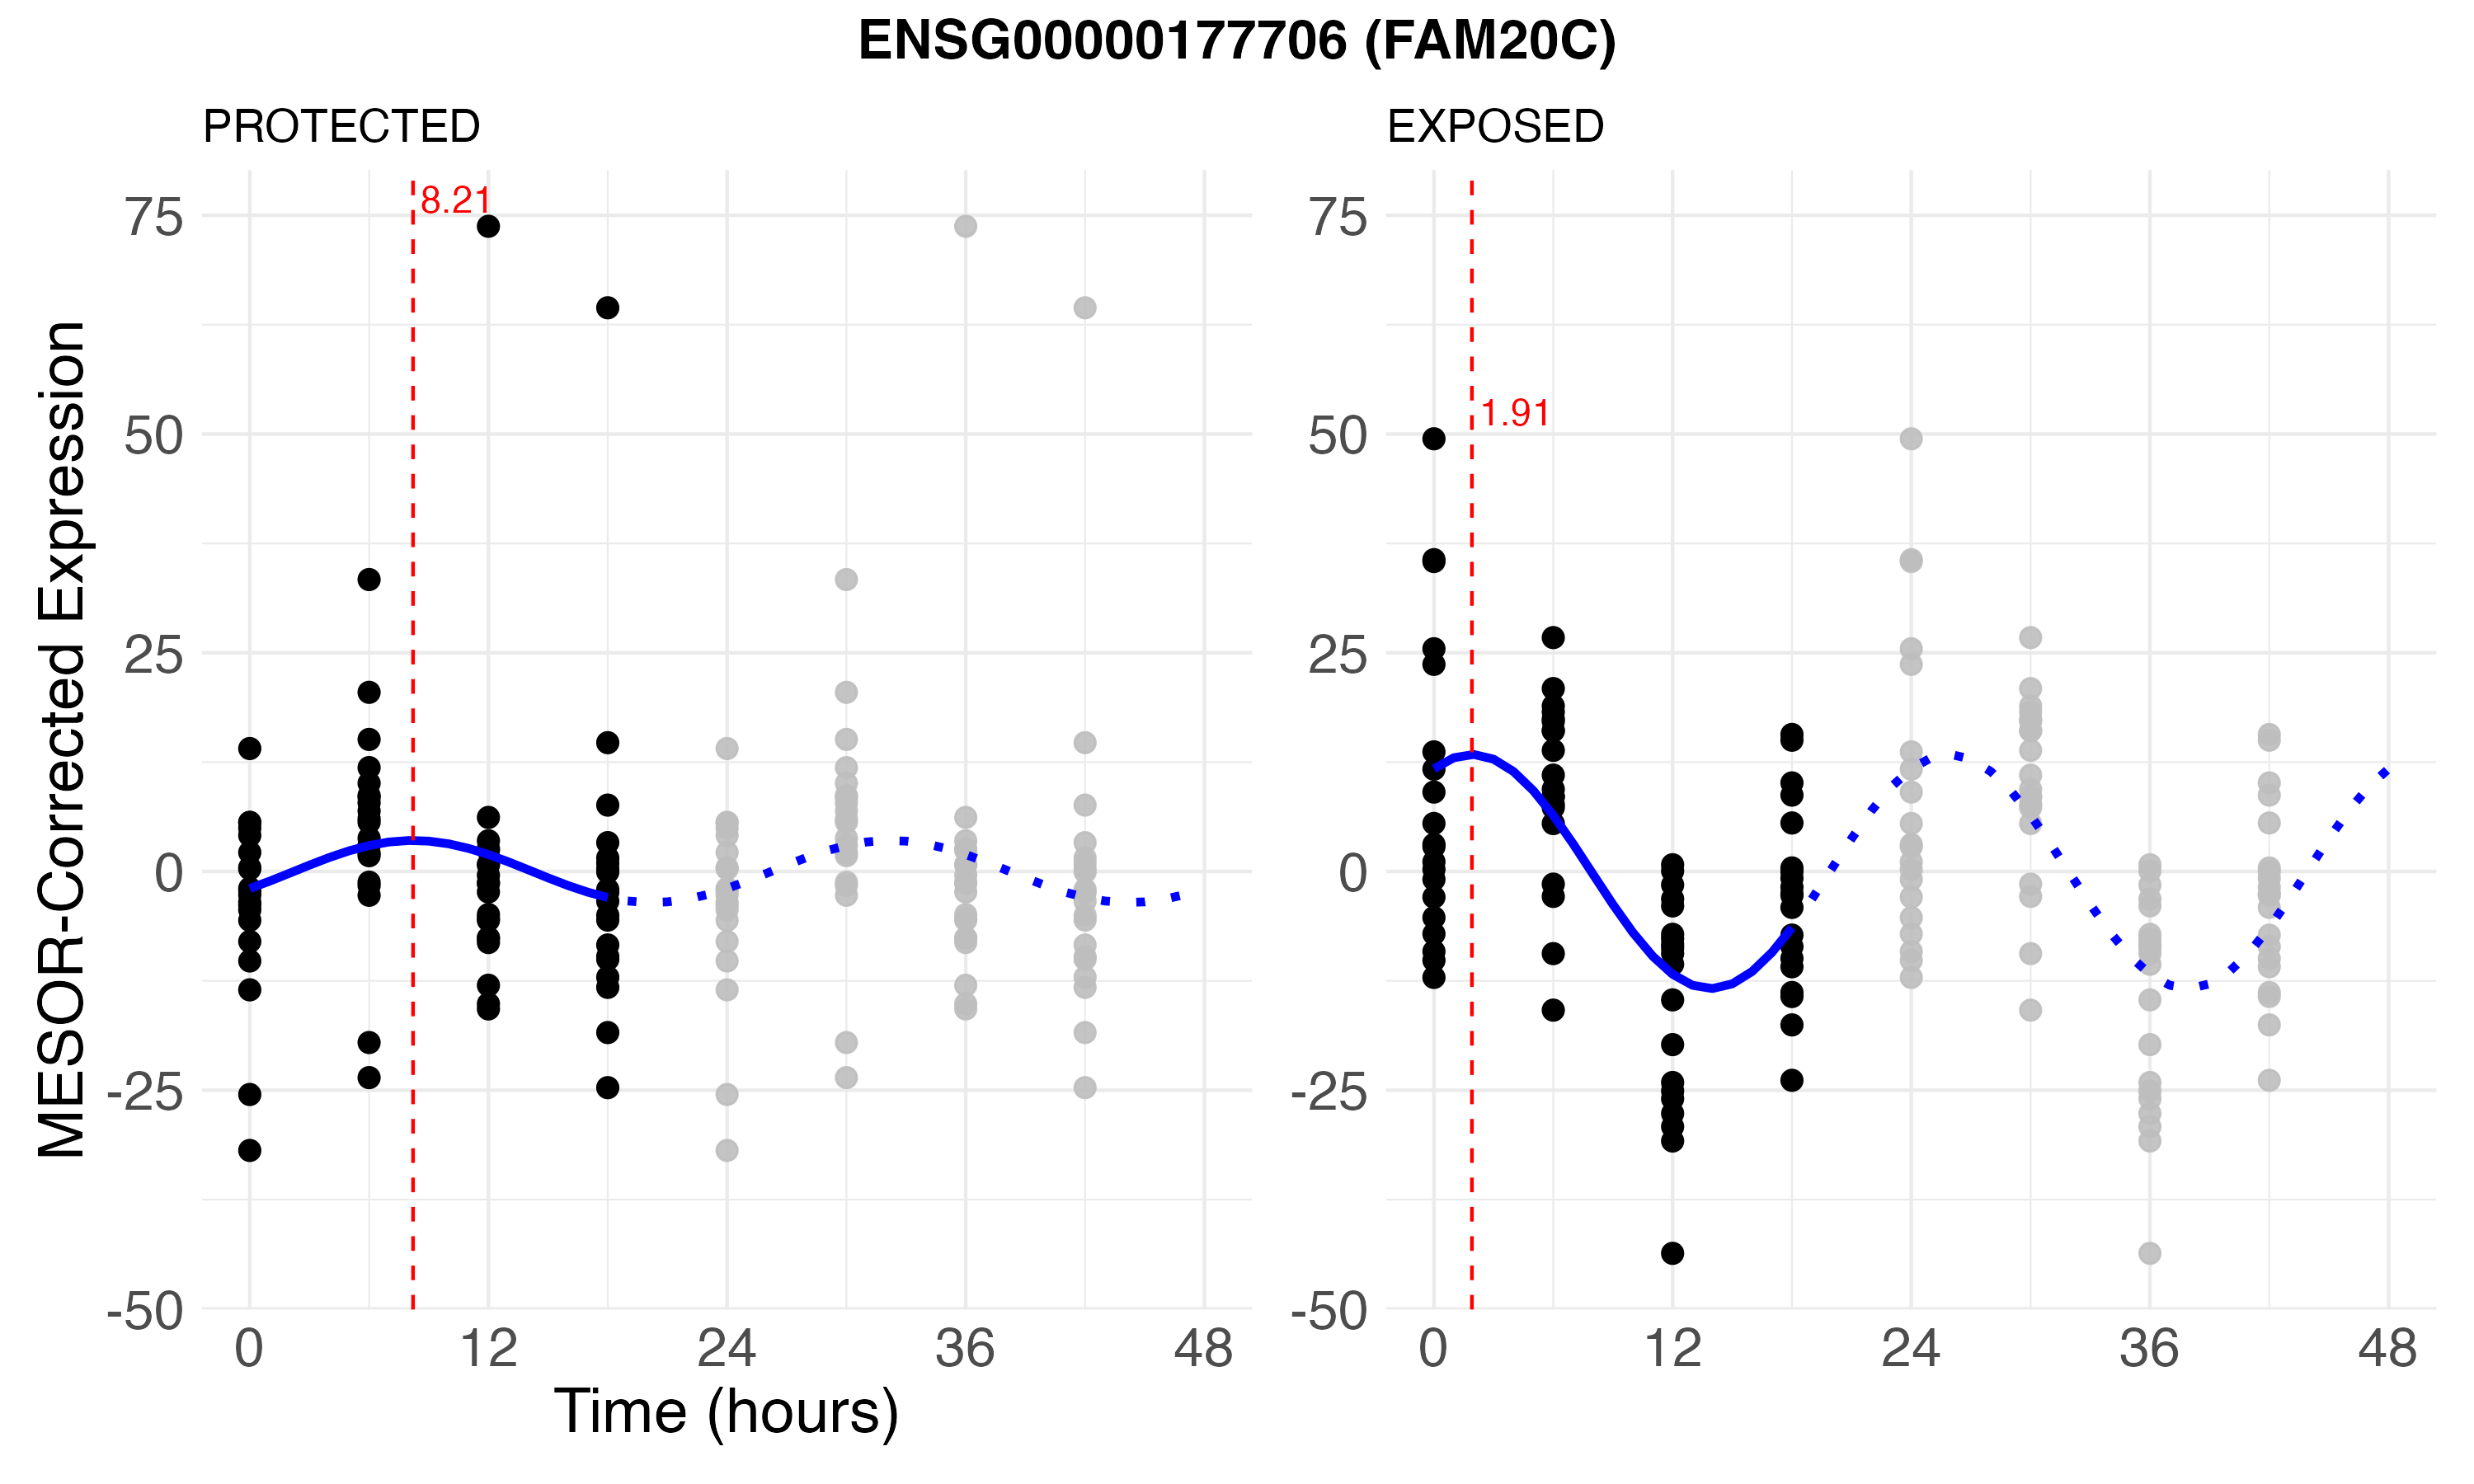 ENSG00000177706 (FAM20C)
PROTECTED
EXPOSED
MESOR-Corrected Expression
75
50
25
0
-25
-50
8.21
0 12 24 36 48
Time (hours)
75
50
25
0
-25
-50
1.91
0 12 24 36 48